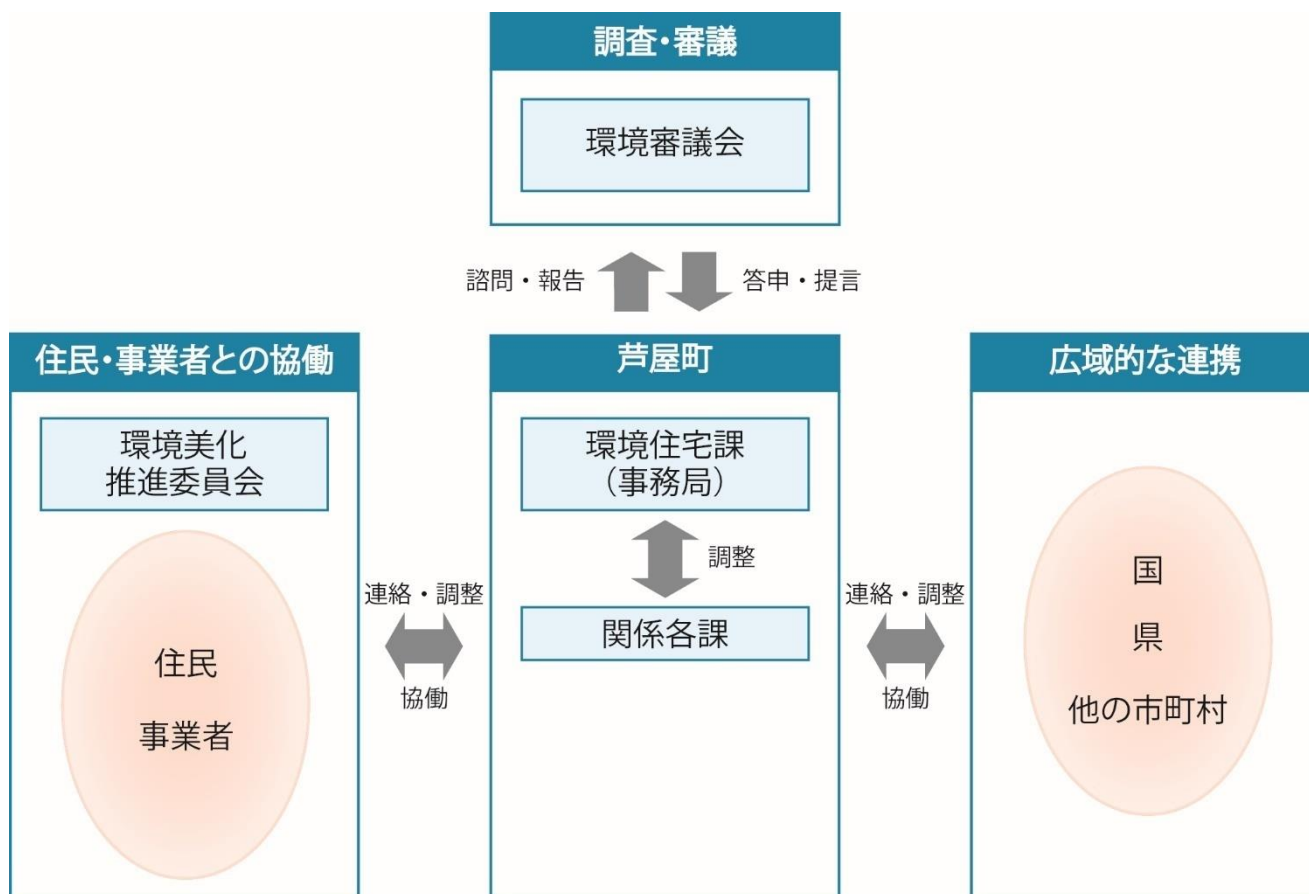 調査・審議
環境審議会
諮問・報告
答申・提言
住民・事業者との協働
環境美化
推進委員会
住民
事業者
連絡・調整
協働
芦屋町
環境住宅課
（事務局）
調整
関係各課
連絡・調整
協働
広域的な連携
国
県
他の市町村